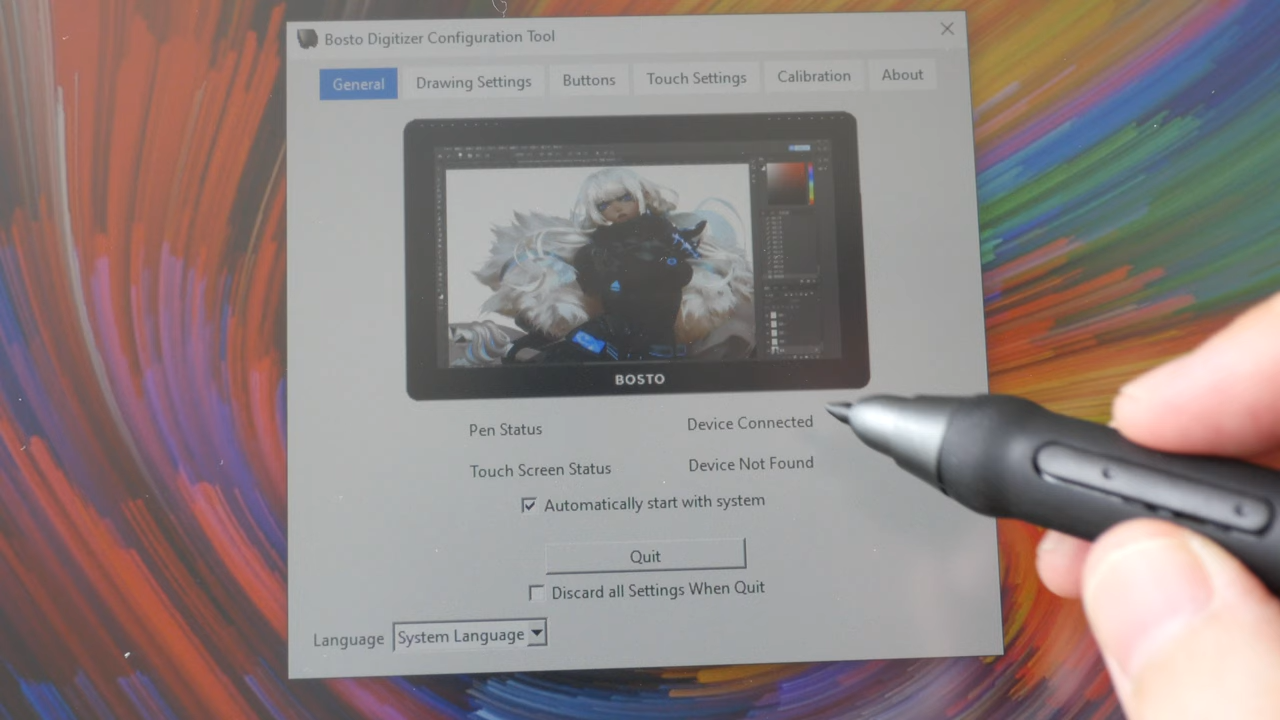 Bosto Digitizer Configuration Tool
General Drawing Settings Buttons Touch Settings Calibration About
BOSTO
Pen Status Device Connected
Touch Screen Status Device Not Found
Automatically start with system
Quit
Discard all Settings When Quit
Language System Language